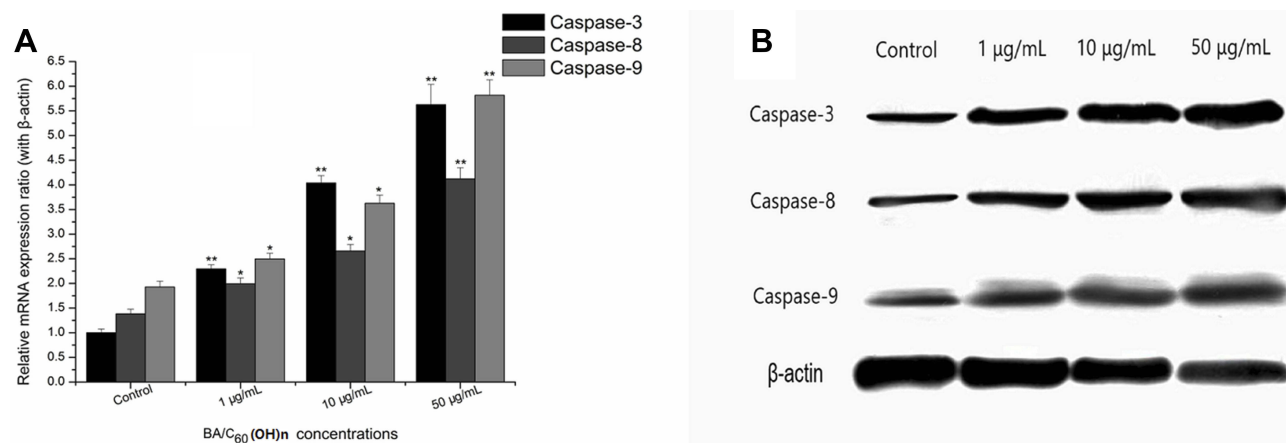 A
Caspase-3
Caspase-8
Caspase-9
Relative mRNA expression ratio (with β-actin)
6.5
6.0
5.5
5.0
4.5
4.0
3.5
3.0
2.5
2.0
1.5
1.0
0.5
0.0
** * *
** * *
** ** **
Control 1 µg/mL 10 µg/mL 50 µg/mL
BA/C60(OH)n concentrations
B
Control 1 µg/mL 10 µg/mL 50 µg/mL
Caspase-3
Caspase-8
Caspase-9
β-actin